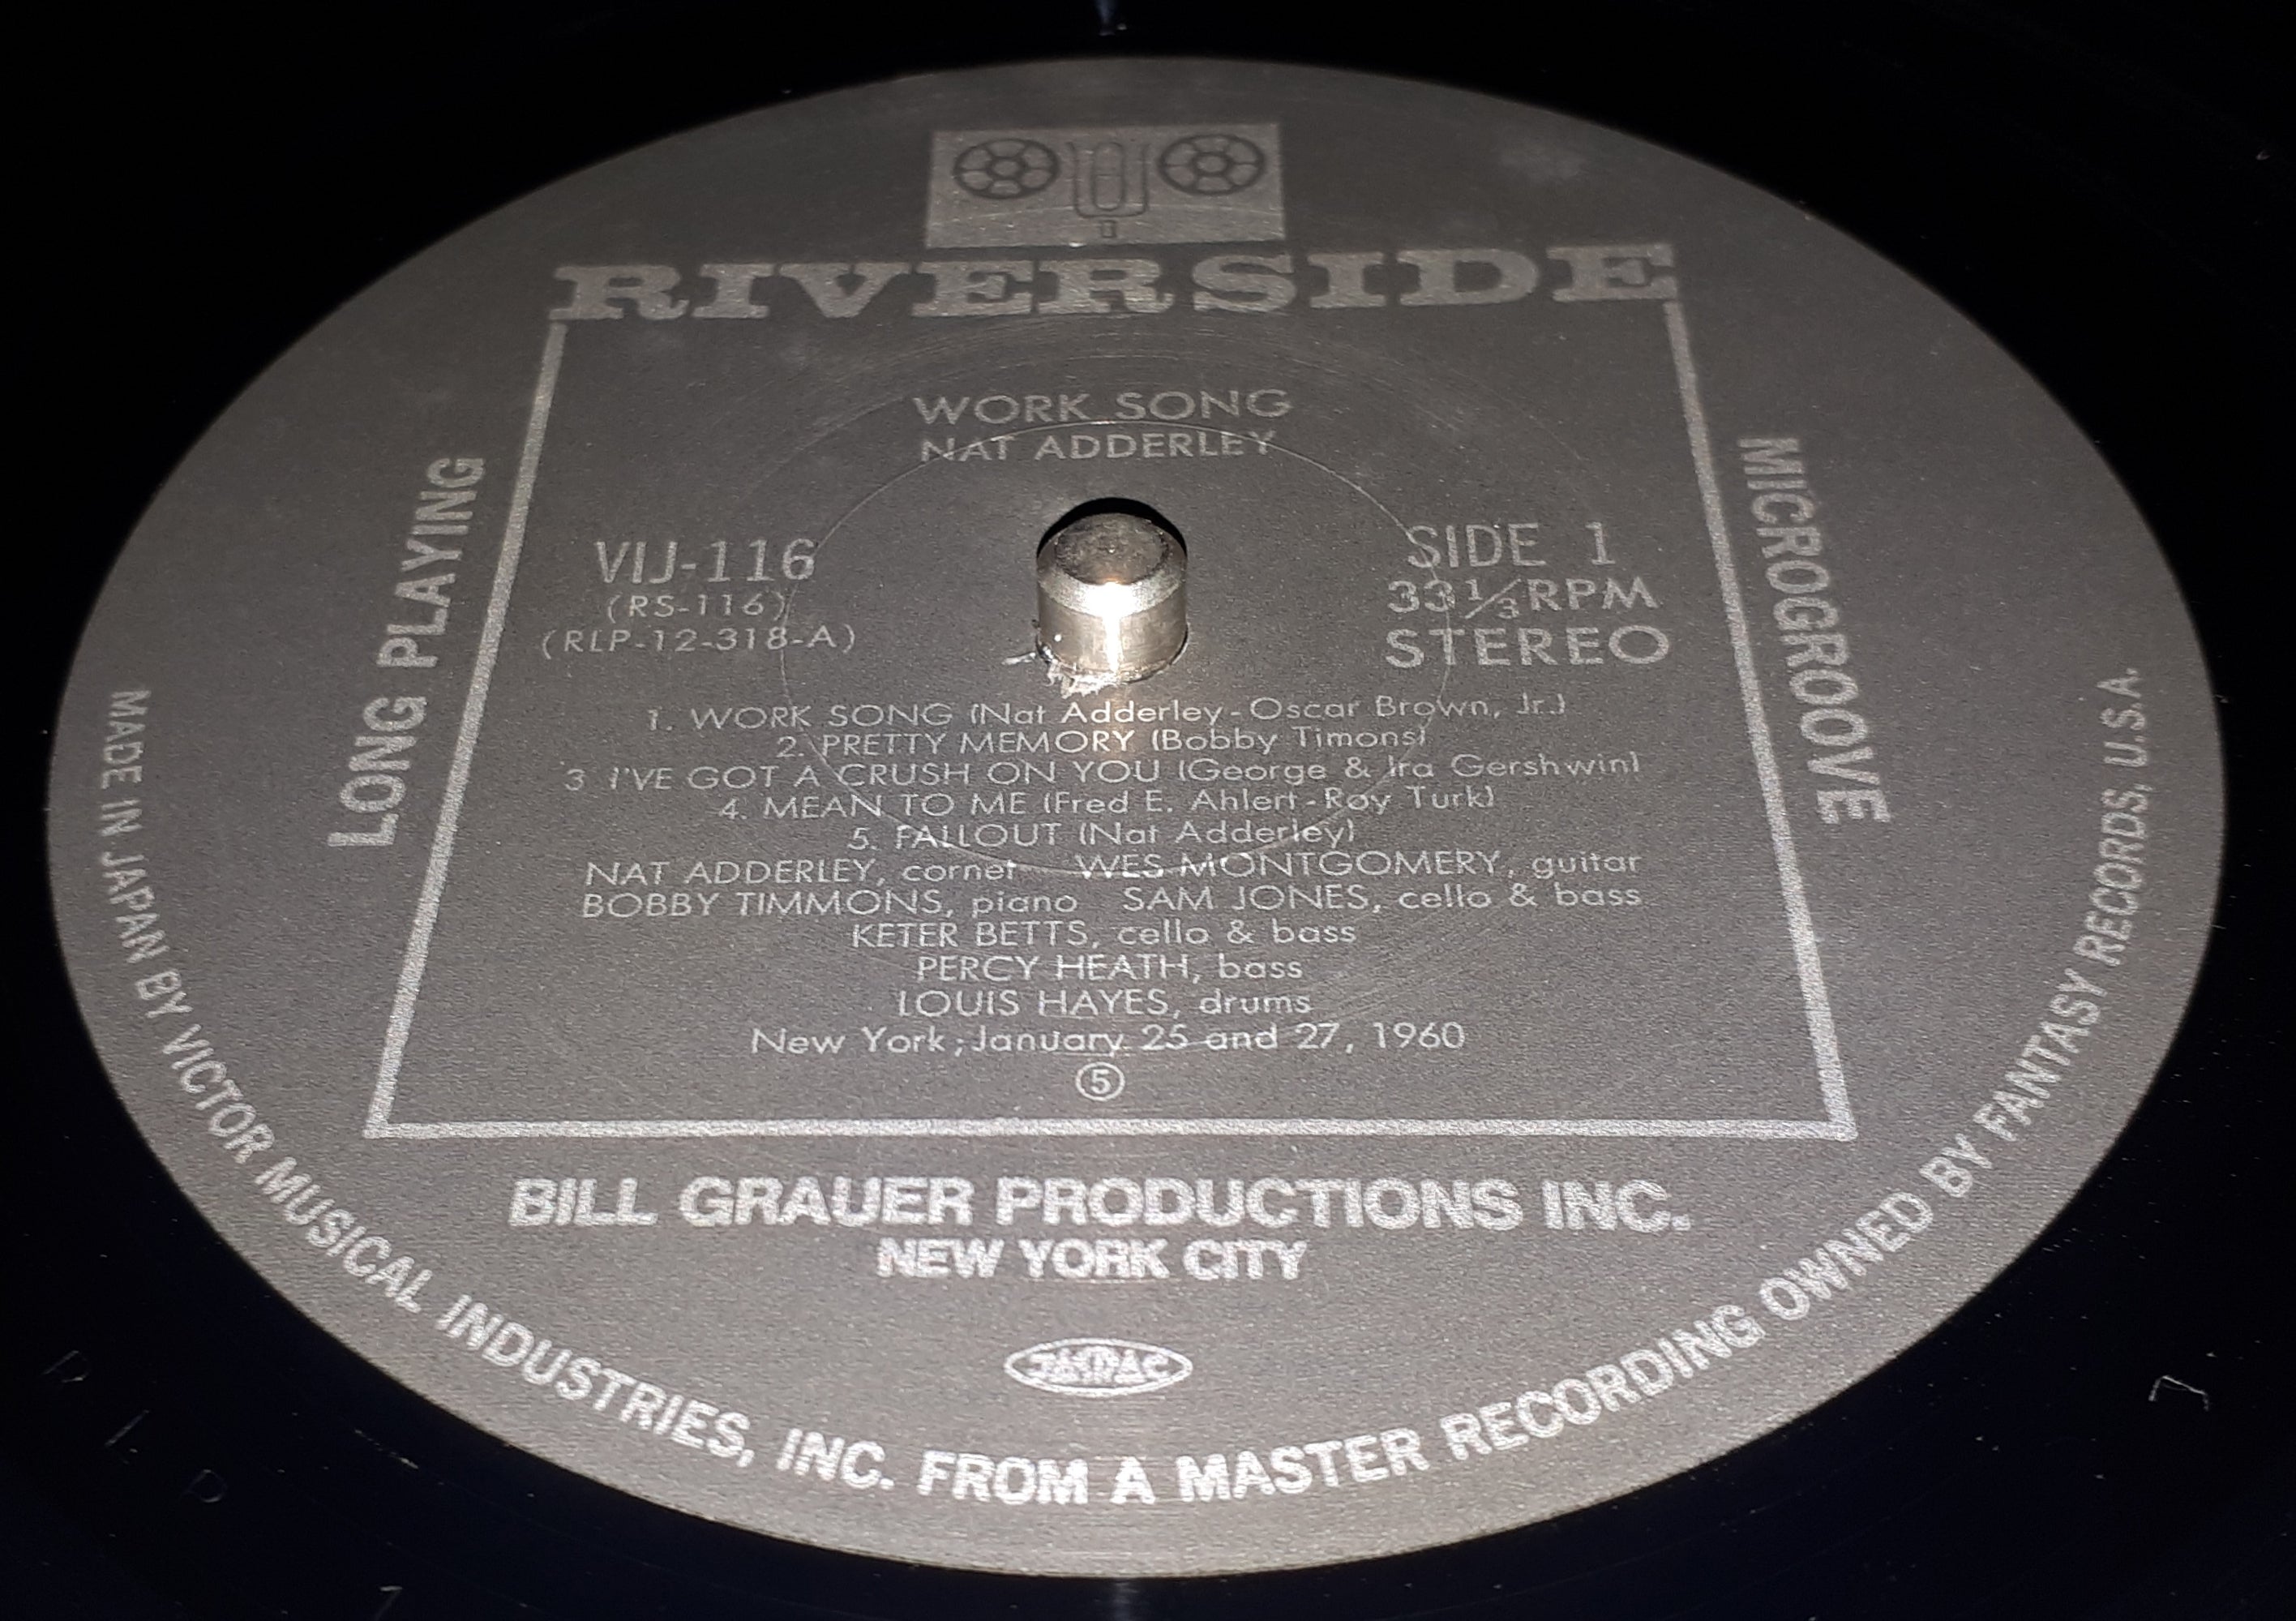 RIVERSIDE
WORK SONG
NAT ADDERLEY
LONG PLAYING
MICROGROOVE
VIJ-116
(RS-116)
(RLP-12-318-A)
SIDE 1
33 1/3 RPM
STEREO
1. WORK SONG (Nat Adderley-Oscar Brown, Jr.)
2. PRETTY MEMORY (Bobby Timons)
3 I'VE GOT A CRUSH ON YOU (George & Ira Gershwin)
4. MEAN TO ME (Fred E. Ahlert-Roy Turk)
5. FALLOUT (Nat Adderley)
NAT ADDERLEY, cornet WES MONTGOMERY, guitar
BOBBY TIMMONS, piano SAM JONES, cello & bass
KETER BETTS, cello & bass
PERCY HEATH, bass
LOUIS HAYES, drums
New York;January 25 and 27, 1960
⑤
BILL GRAUER PRODUCTIONS INC.
NEW YORK CITY
JASRAC
MADE IN JAPAN BY VICTOR MUSICAL INDUSTRIES, INC. FROM A MASTER RECORDING OWNED BY FANTASY RECORDS, U.S.A.